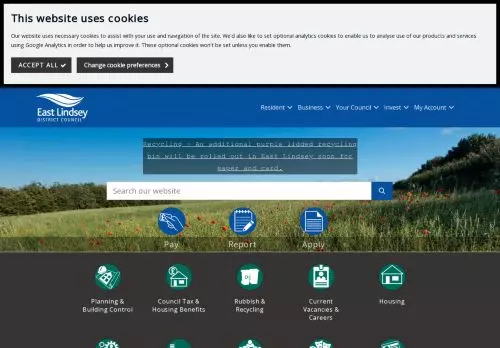 This website uses cookies
Our website uses necessary cookies to assist with your use and navigation of the site. We'd also like to set optional analytics cookies to enable us to analyse use of our products and services
using Google Analytics in order to help us improve it. These optional cookies won't be set unless you enable them.
ACCEPT ALL
Change cookie preferences
East Lindsey
DISTRICT COUNCIL
Resident
Business
Your Council
Invest
My Account
Recycling - An additional purple lidded recycling
bin will be rolled out in East Lindsey soon for
paper and card.
Search our website
Pay
Report
Apply
Planning &
Building Control
Council Tax &
Housing Benefits
Rubbish &
Recycling
Current
Vacancies &
Careers
Housing